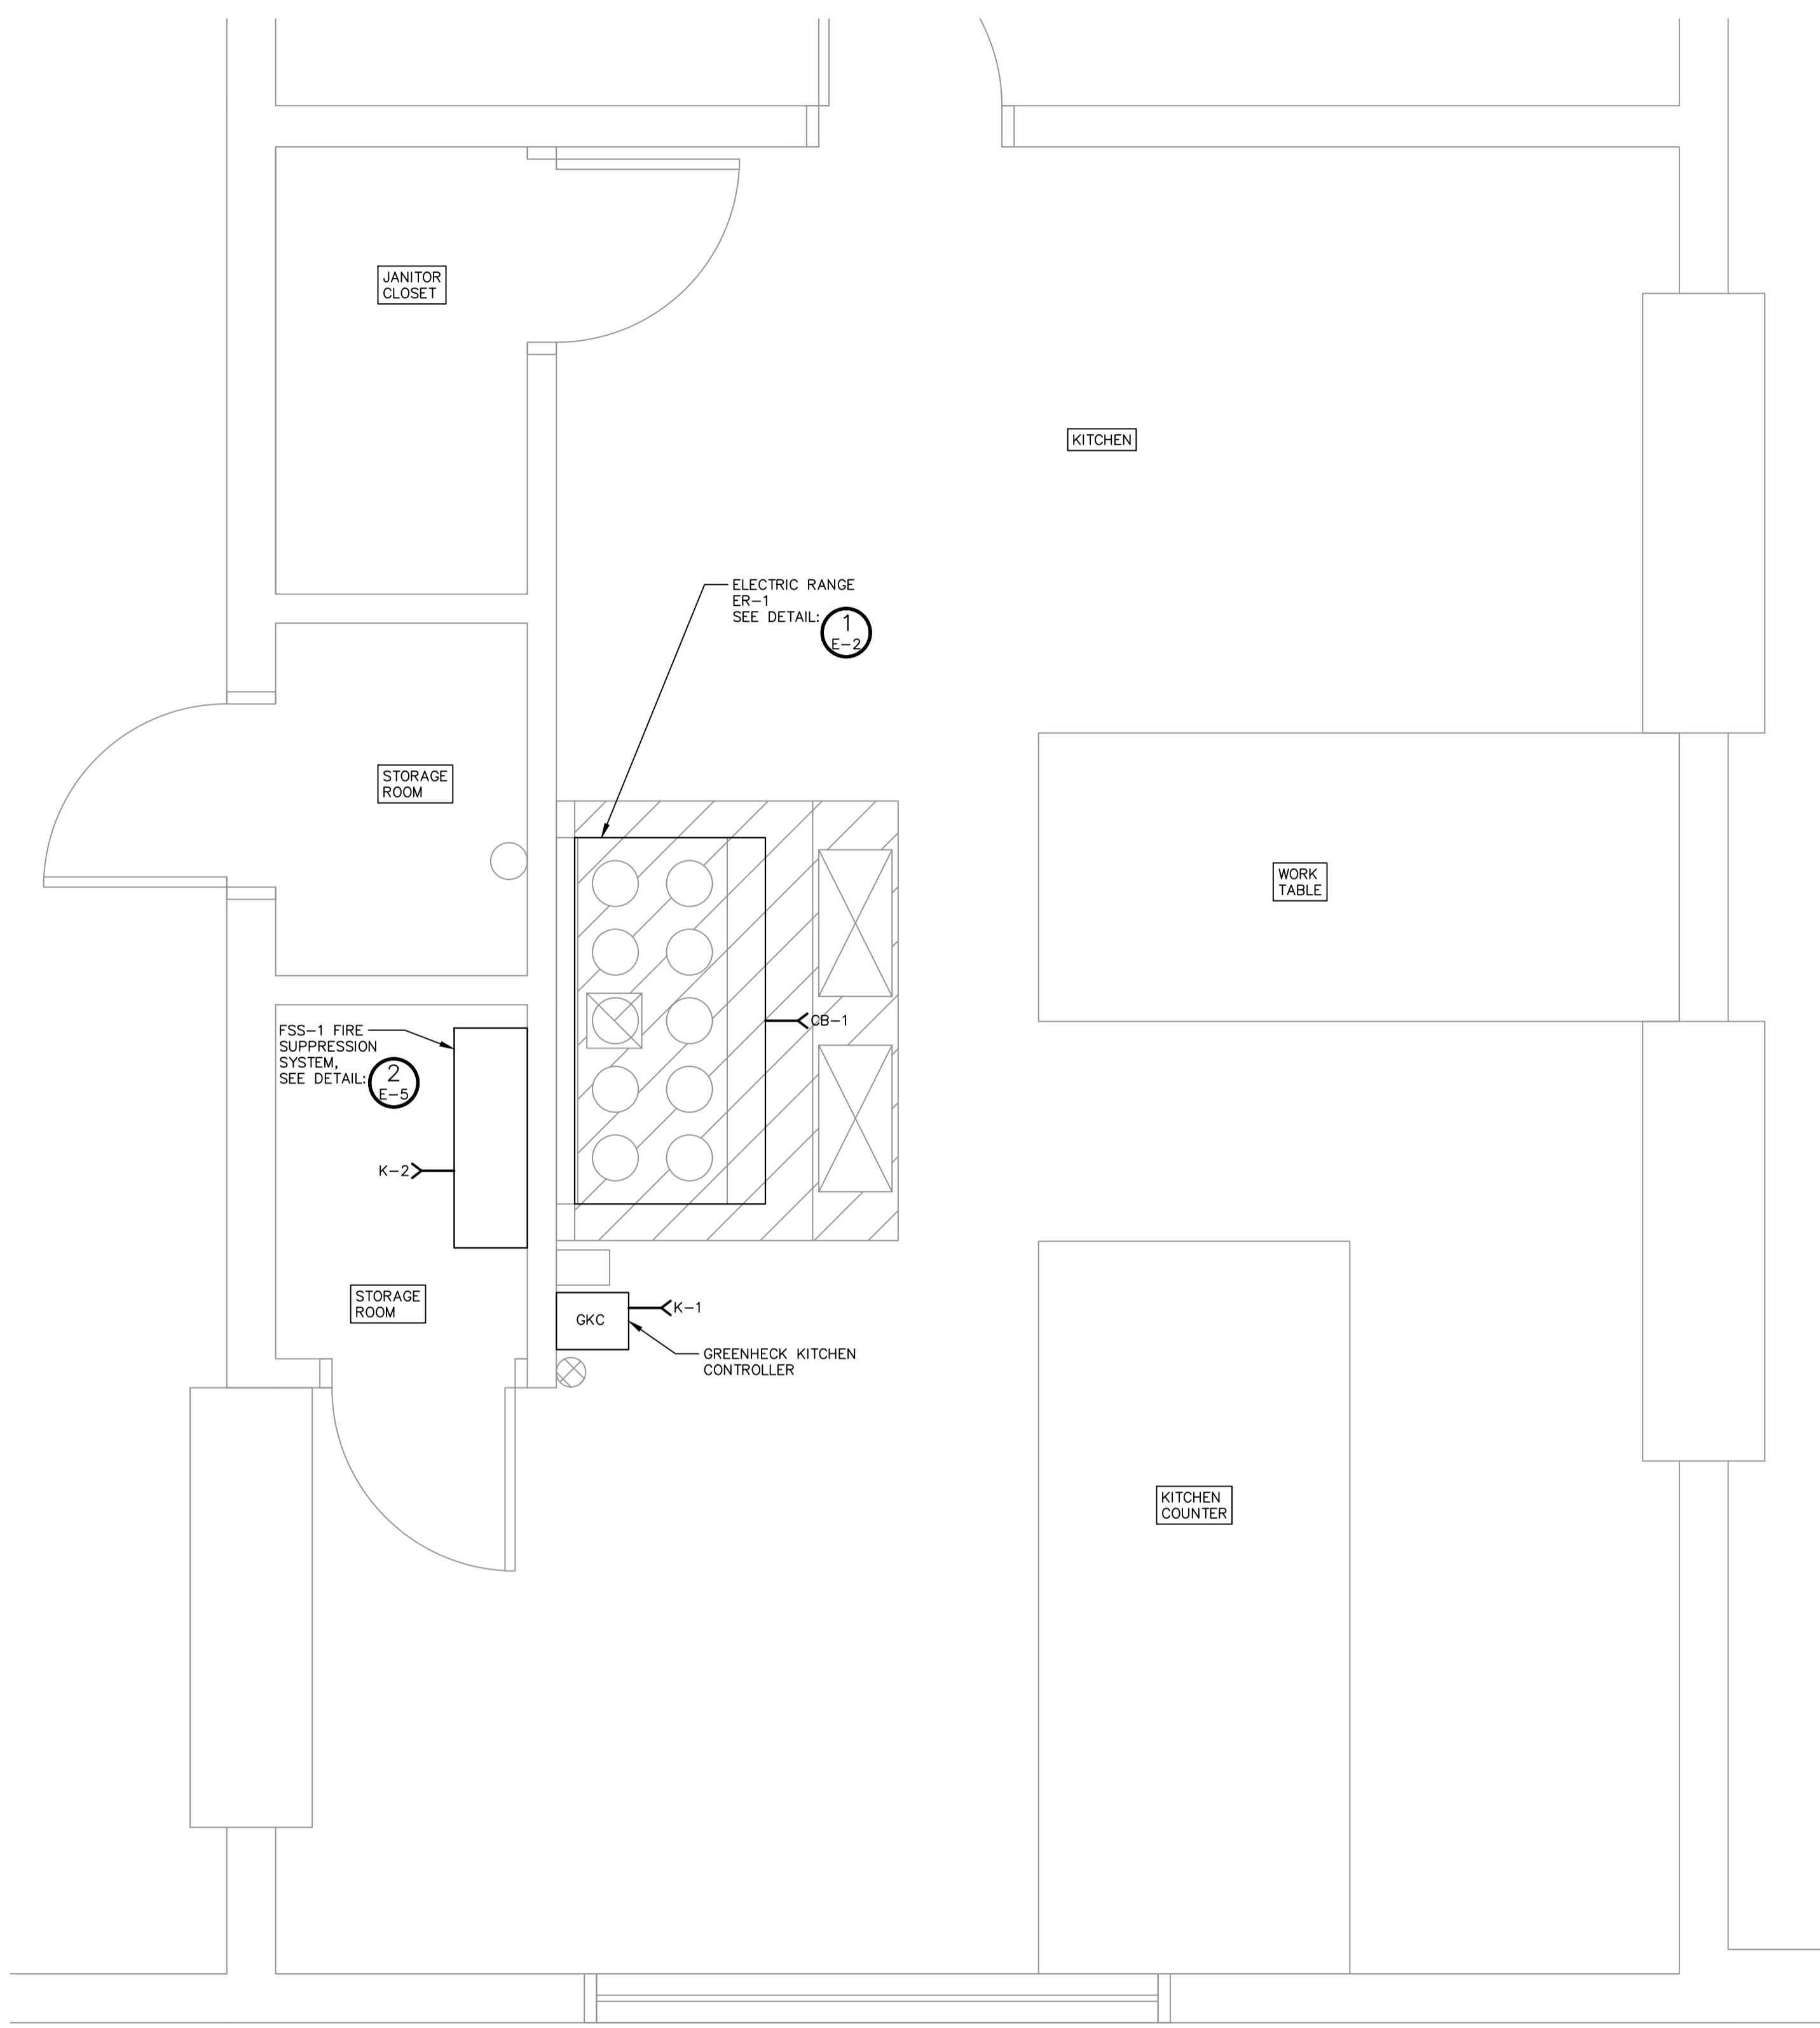 JANITOR
CLOSET
KITCHEN
ELECTRIC RANGE
ER-1
SEE DETAIL:
1
E-2
STORAGE
ROOM
WORK
TABLE
FSS-1 FIRE
SUPPRESSION
SYSTEM,
SEE DETAIL:
2
E-5
CB-1
K-2
STORAGE
ROOM
K-1
GKC
GREENHECK KITCHEN
CONTROLLER
KITCHEN
COUNTER